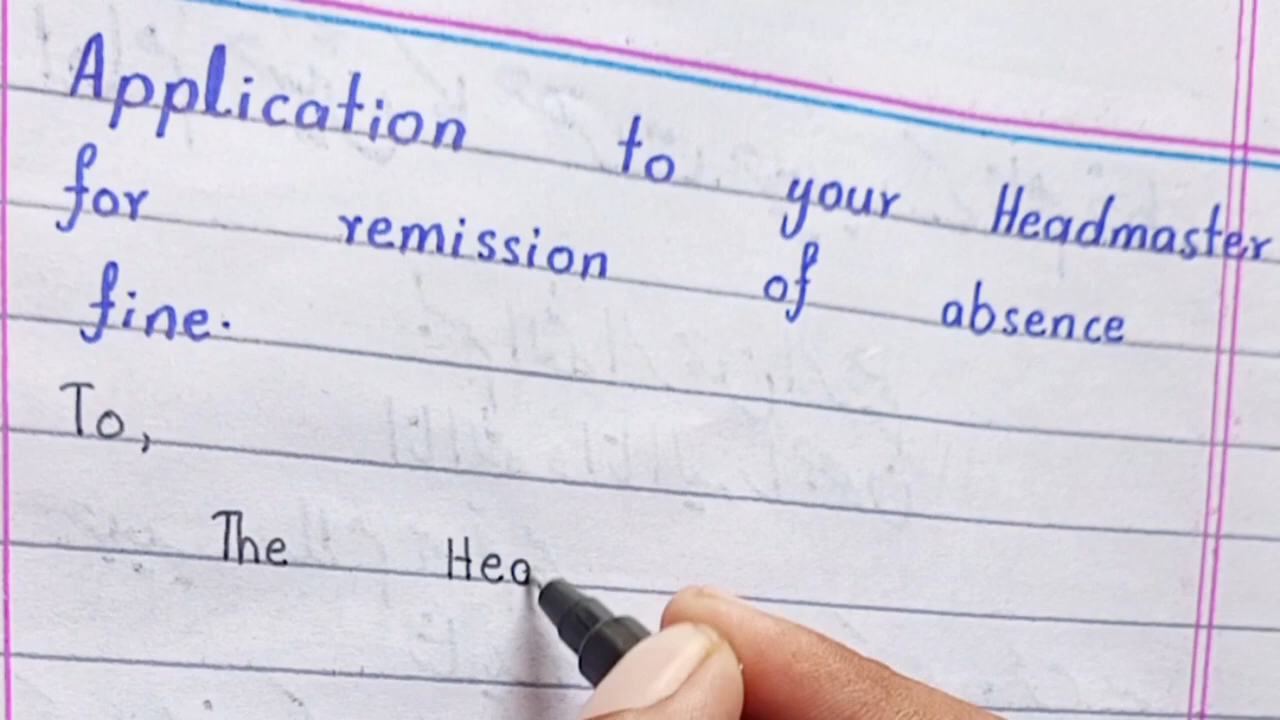 Application to your Headmaster
for remission of absence
fine.
To,
The Hea